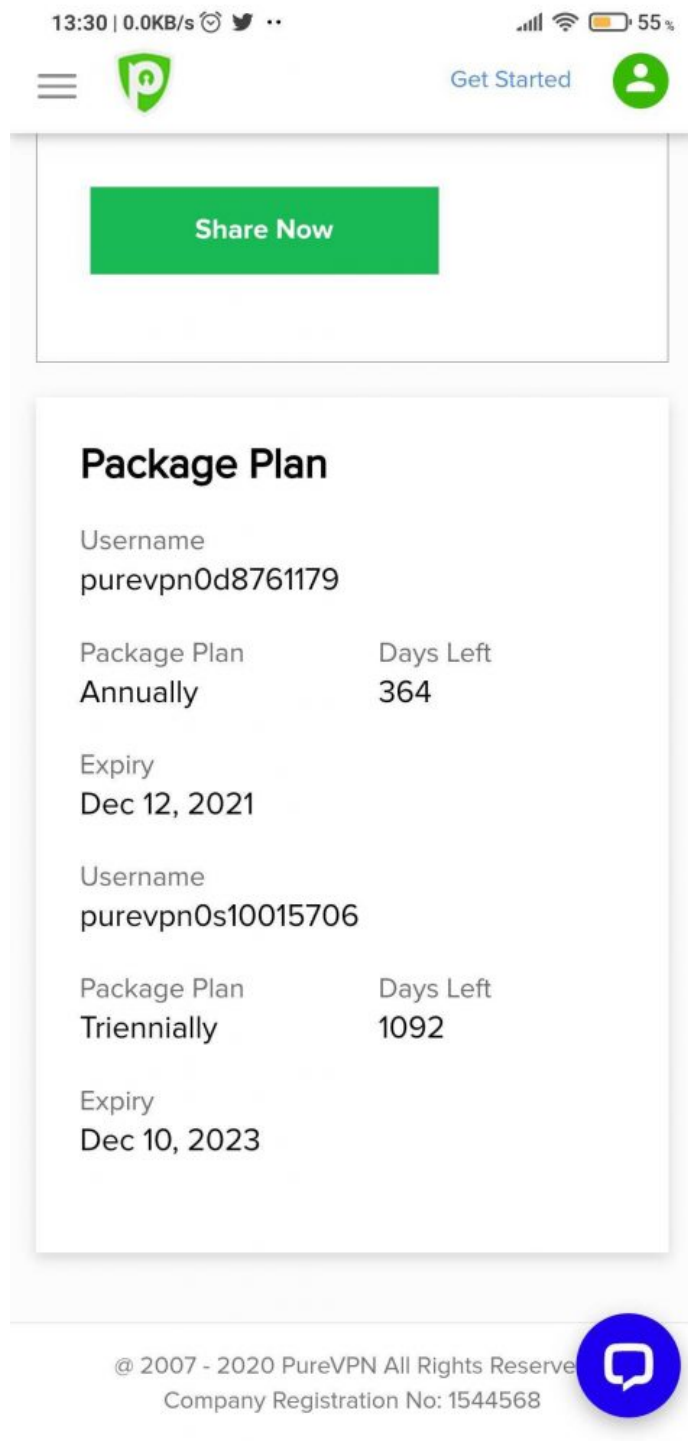 13:30 | 0.0KB/s 55%
Get Started
Share Now
Package Plan
Username
purevpn0d8761179
Package Plan Days Left
Annually 364
Expiry
Dec 12, 2021
Username
purevpn0s10015706
Package Plan Days Left
Triennially 1092
Expiry
Dec 10, 2023
@ 2007 - 2020 PureVPN All Rights Reserve
Company Registration No: 1544568